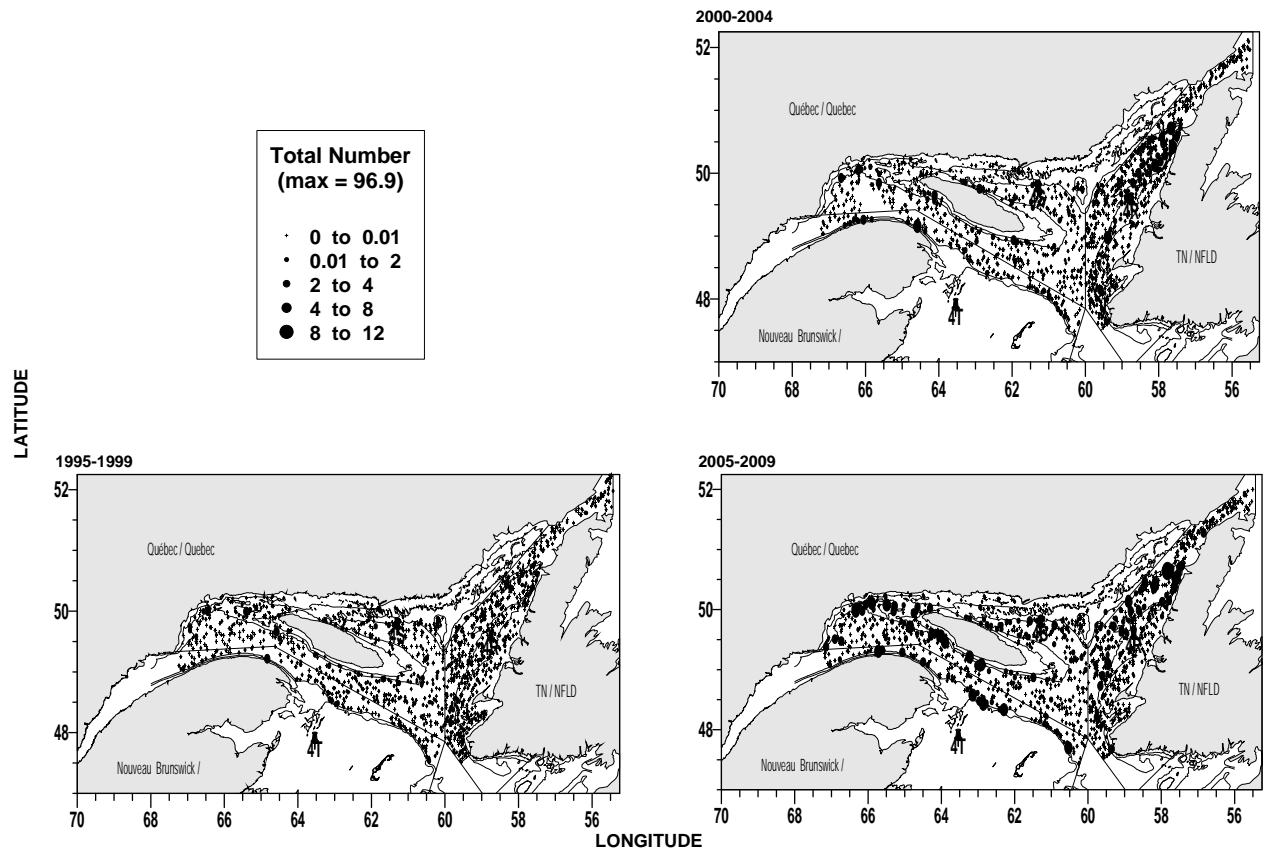 2000-2004
52
50
48
Québec / Quebec
TN / NFLD
Nouveau Brunswick /
4T
70 68 66 64 62 60 58 56
Total Number
(max = 96.9)
0 to 0.01
0.01 to 2
2 to 4
4 to 8
8 to 12
LATITUDE
1995-1999
52
50
48
Québec / Quebec
TN / NFLD
Nouveau Brunswick /
4T
70 68 66 64 62 60 58 56
2005-2009
52
50
48
Québec / Quebec
TN / NFLD
Nouveau Brunswick /
4T
70 68 66 64 62 60 58 56
LONGITUDE